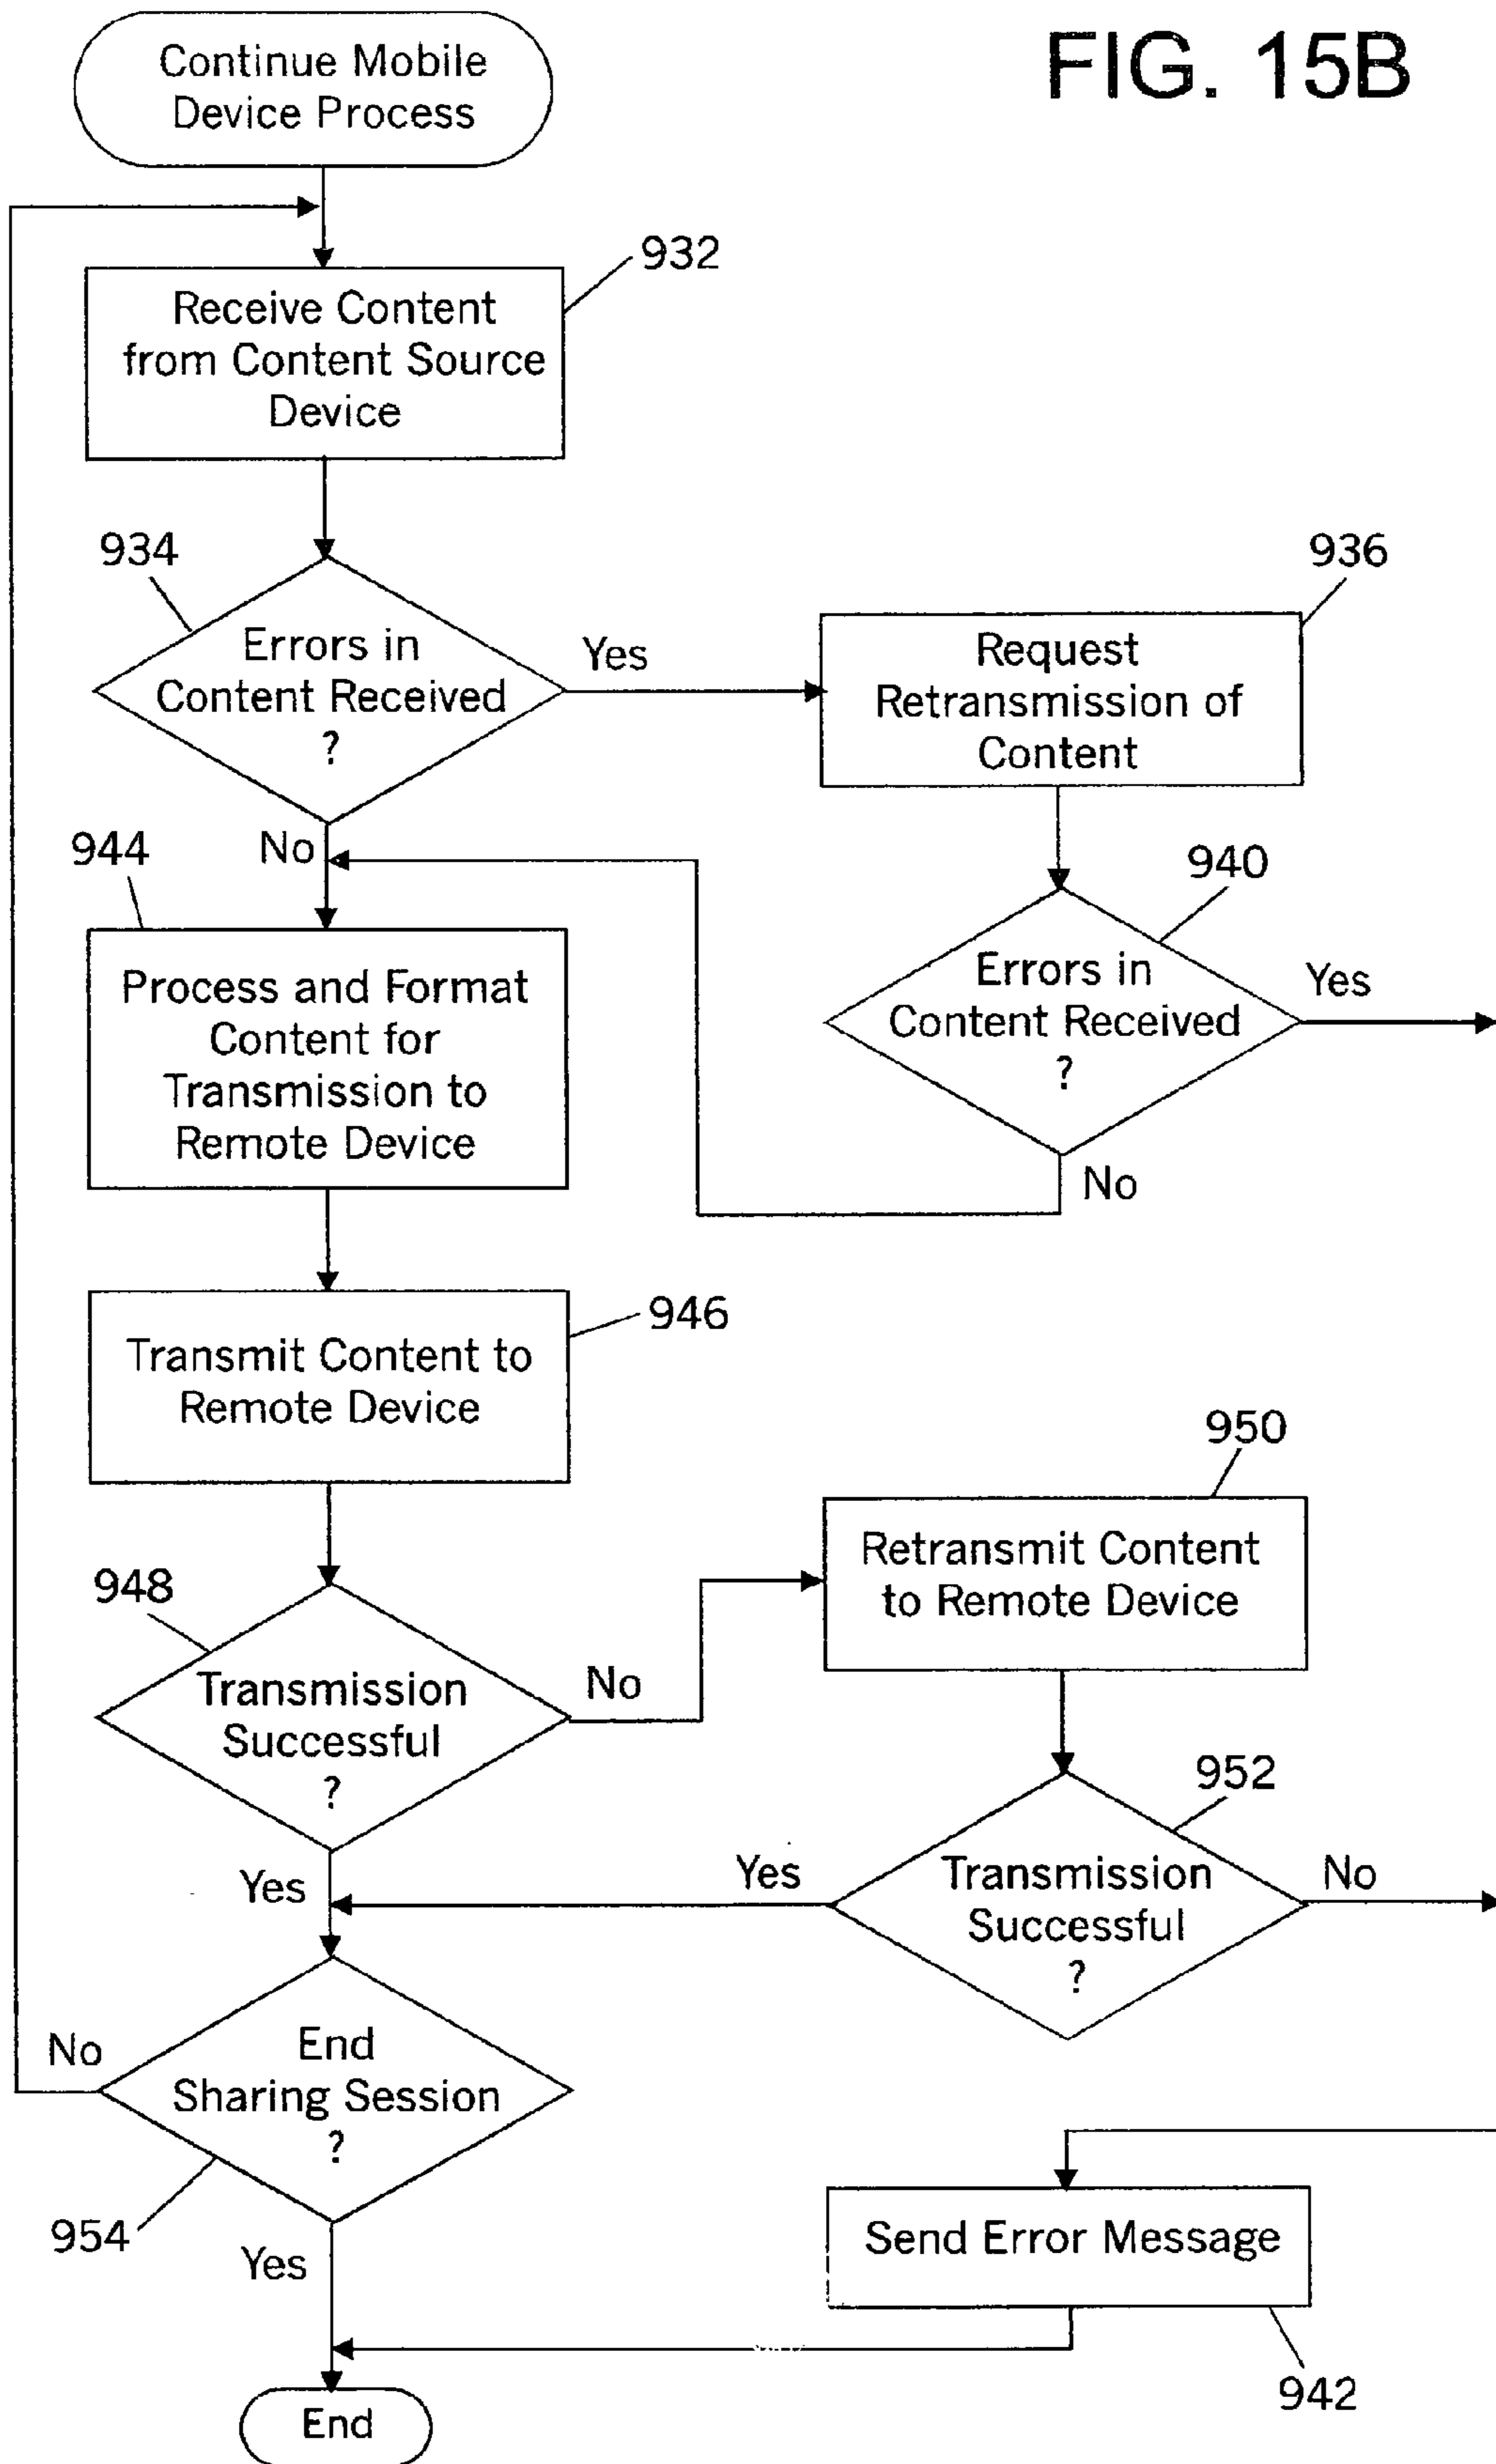 FIG. 15B
Continue Mobile
Device Process
932
Receive Content
from Content Source
Device
934
Errors in
Content Received
?
Yes
936
Request
Retransmission of
Content
No
944
940
Errors in
Content Received
?
Yes
No
Process and Format
Content for
Transmission to
Remote Device
946
Transmit Content to
Remote Device
950
Retransmit Content
to Remote Device
948
Transmission
Successful
?
No
Yes
952
Transmission
Successful
?
Yes
No
End
Sharing Session
?
No
954
Yes
Send Error Message
942
End